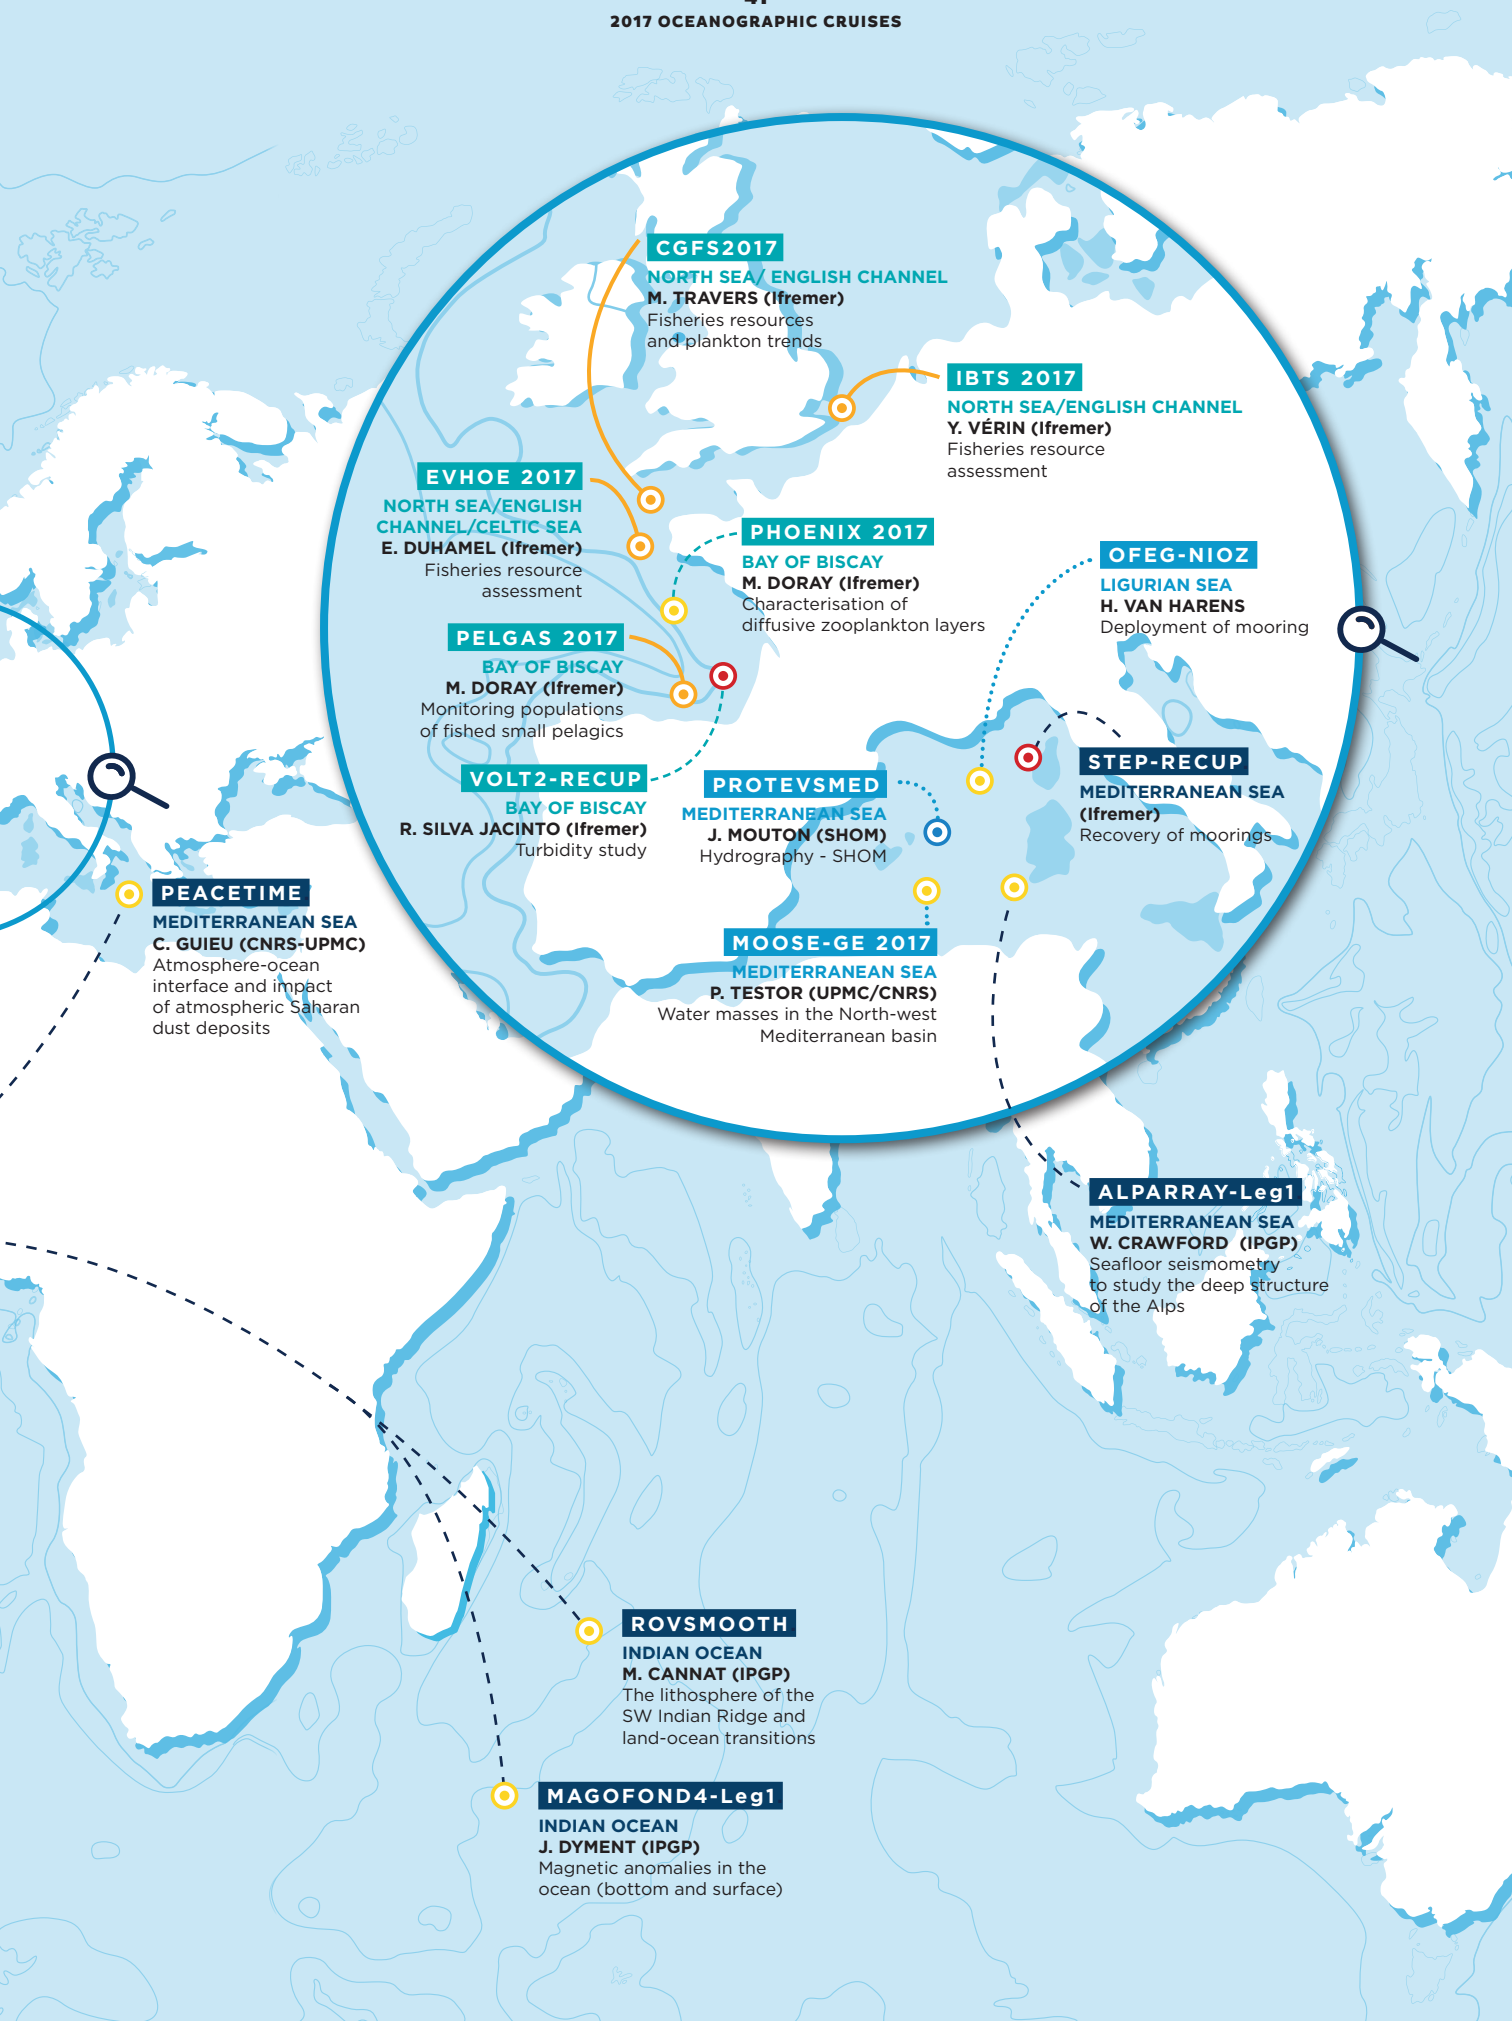 2017 OCEANOGRAPHIC CRUISES
CGFS2017
NORTH SEA/ ENGLISH CHANNEL
M. TRAVERS (Ifremer)
Fisheries resources
and plankton trends
IBTS 2017
NORTH SEA/ENGLISH CHANNEL
Y. VÉRIN (Ifremer)
Fisheries resource
assessment
EVHOE 2017
NORTH SEA/ENGLISH
CHANNEL/CELTIC SEA
E. DUHAMEL (Ifremer)
Fisheries resource
assessment
PHOENIX 2017
BAY OF BISCAY
M. DORAY (Ifremer)
Characterisation of
diffusive zooplankton layers
OFEG-NIOZ
LIGURIAN SEA
H. VAN HARENS
Deployment of mooring
PELGAS 2017
BAY OF BISCAY
M. DORAY (Ifremer)
Monitoring populations
of fished small pelagics
VOLT2-RECUP
BAY OF BISCAY
R. SILVA JACINTO (Ifremer)
Turbidity study
PROTEVSMED
MEDITERRANEAN SEA
J. MOUTON (SHOM)
Hydrography - SHOM
STEP-RECUP
MEDITERRANEAN SEA
(Ifremer)
Recovery of moorings
PEACETIME
MEDITERRANEAN SEA
C. GUIEU (CNRS-UPMC)
Atmosphere-ocean
interface and impact
of atmospheric Saharan
dust deposits
MOOSE-GE 2017
MEDITERRANEAN SEA
P. TESTOR (UPMC/CNRS)
Water masses in the North-west
Mediterranean basin
ALPARRAY-Leg1
MEDITERRANEAN SEA
W. CRAWFORD (IPGP)
Seafloor seismometry
to study the deep structure
of the Alps
ROVSMOOTH
INDIAN OCEAN
M. CANNAT (IPGP)
The lithosphere of the
SW Indian Ridge and
land-ocean transitions
MAGOFOND4-Leg1
INDIAN OCEAN
J. DYMENT (IPGP)
Magnetic anomalies in the
ocean (bottom and surface)